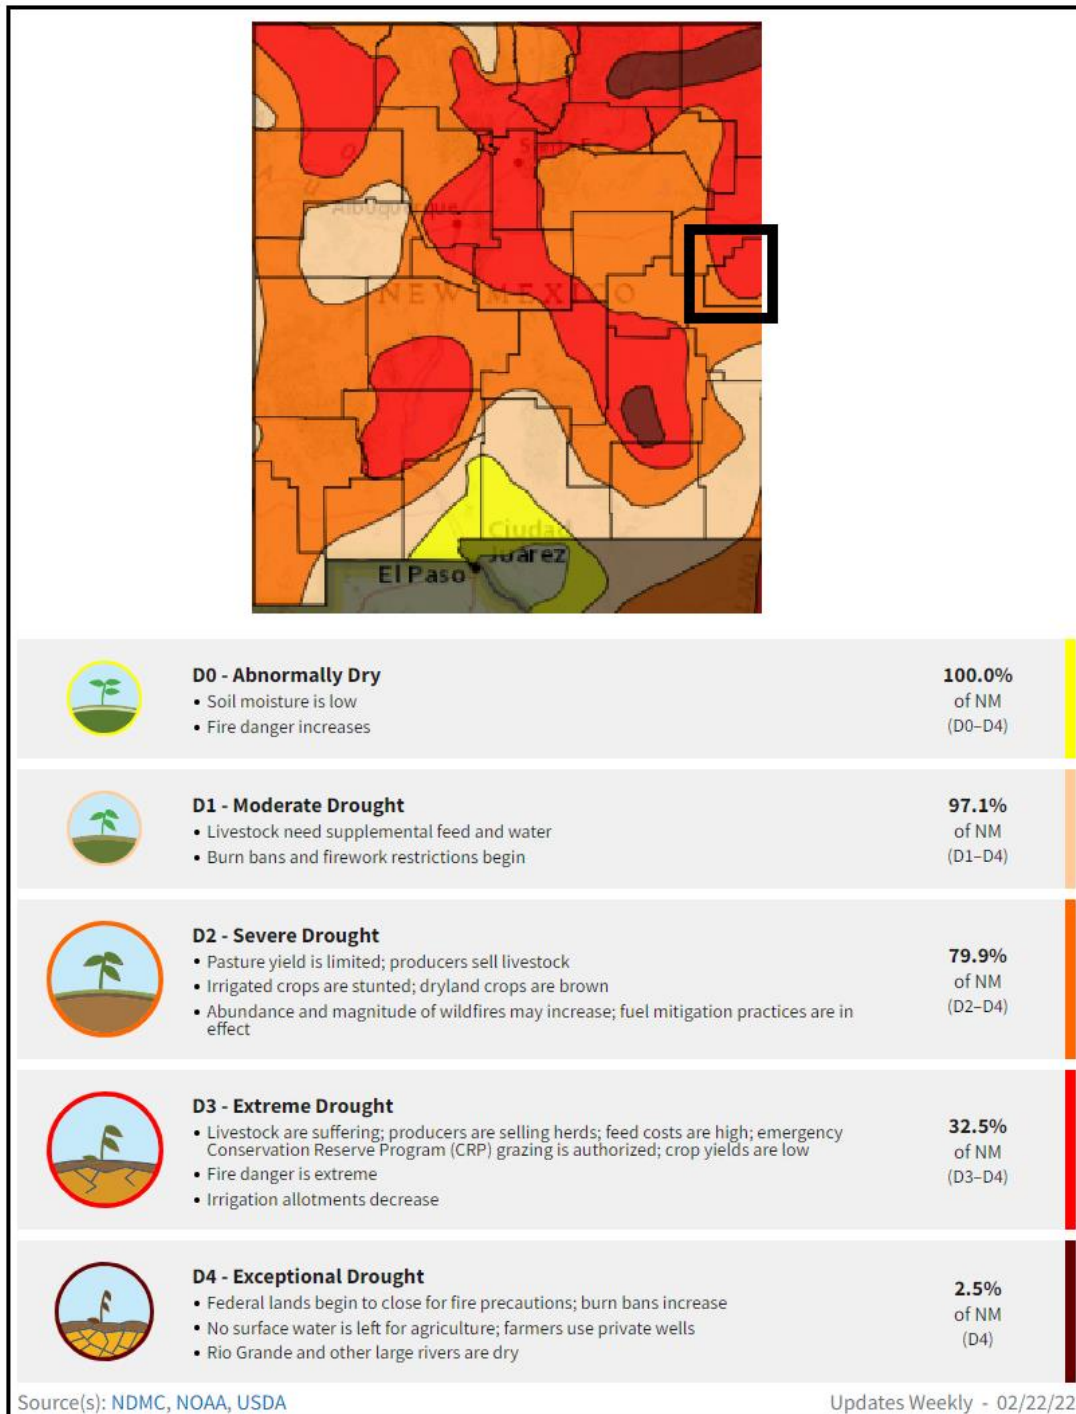 Santa Fe
Albuquerque
NEW MEXICO
Ciudad
Juárez
El Paso
D0 - Abnormally Dry
• Soil moisture is low
• Fire danger increases
100.0%
of NM
(D0–D4)
D1 - Moderate Drought
• Livestock need supplemental feed and water
• Burn bans and firework restrictions begin
97.1%
of NM
(D1–D4)
D2 - Severe Drought
• Pasture yield is limited; producers sell livestock
• Irrigated crops are stunted; dryland crops are brown
• Abundance and magnitude of wildfires may increase; fuel mitigation practices are in
effect
79.9%
of NM
(D2–D4)
D3 - Extreme Drought
• Livestock are suffering; producers are selling herds; feed costs are high; emergency
Conservation Reserve Program (CRP) grazing is authorized; crop yields are low
• Fire danger is extreme
• Irrigation allotments decrease
32.5%
of NM
(D3–D4)
D4 - Exceptional Drought
• Federal lands begin to close for fire precautions; burn bans increase
• No surface water is left for agriculture; farmers use private wells
• Rio Grande and other large rivers are dry
2.5%
of NM
(D4)
Source(s): NDMC, NOAA, USDA
Updates Weekly - 02/22/22